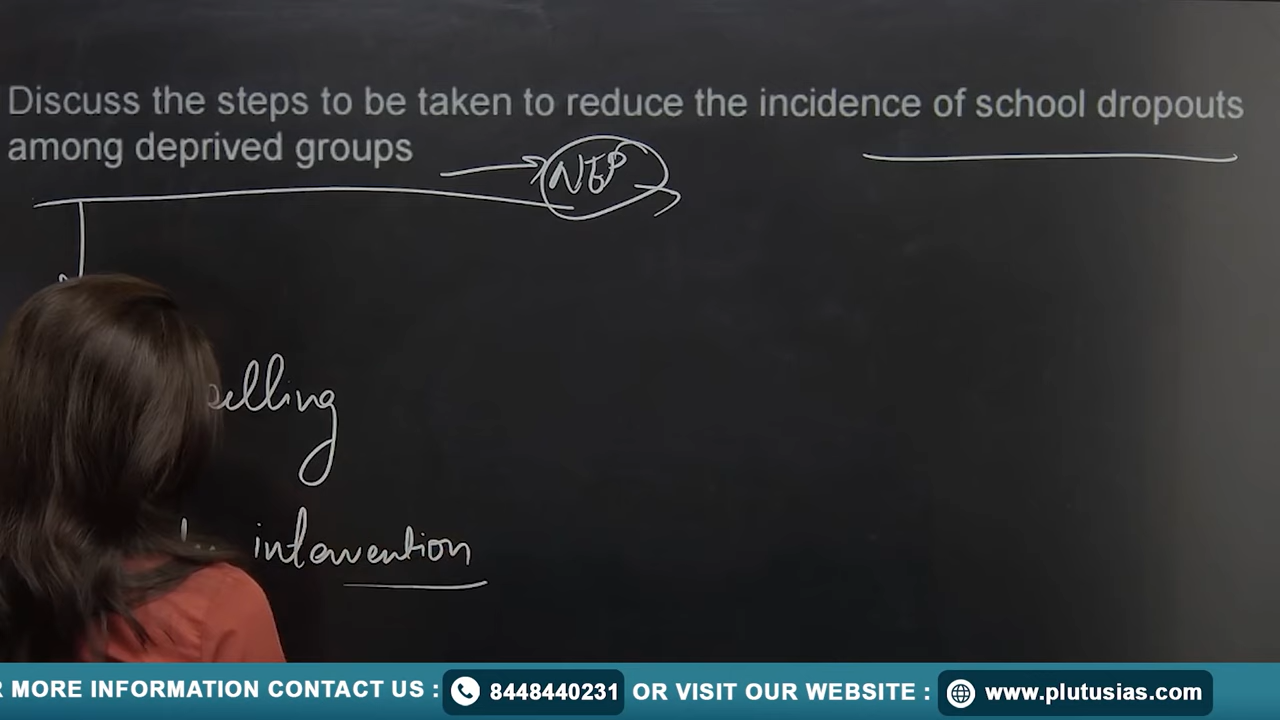 Discuss the steps to be taken to reduce the incidence of school dropouts
among deprived groups
NEP
elling
intervention
MORE INFORMATION CONTACT US : 8448440231 OR VISIT OUR WEBSITE : www.plutusias.com